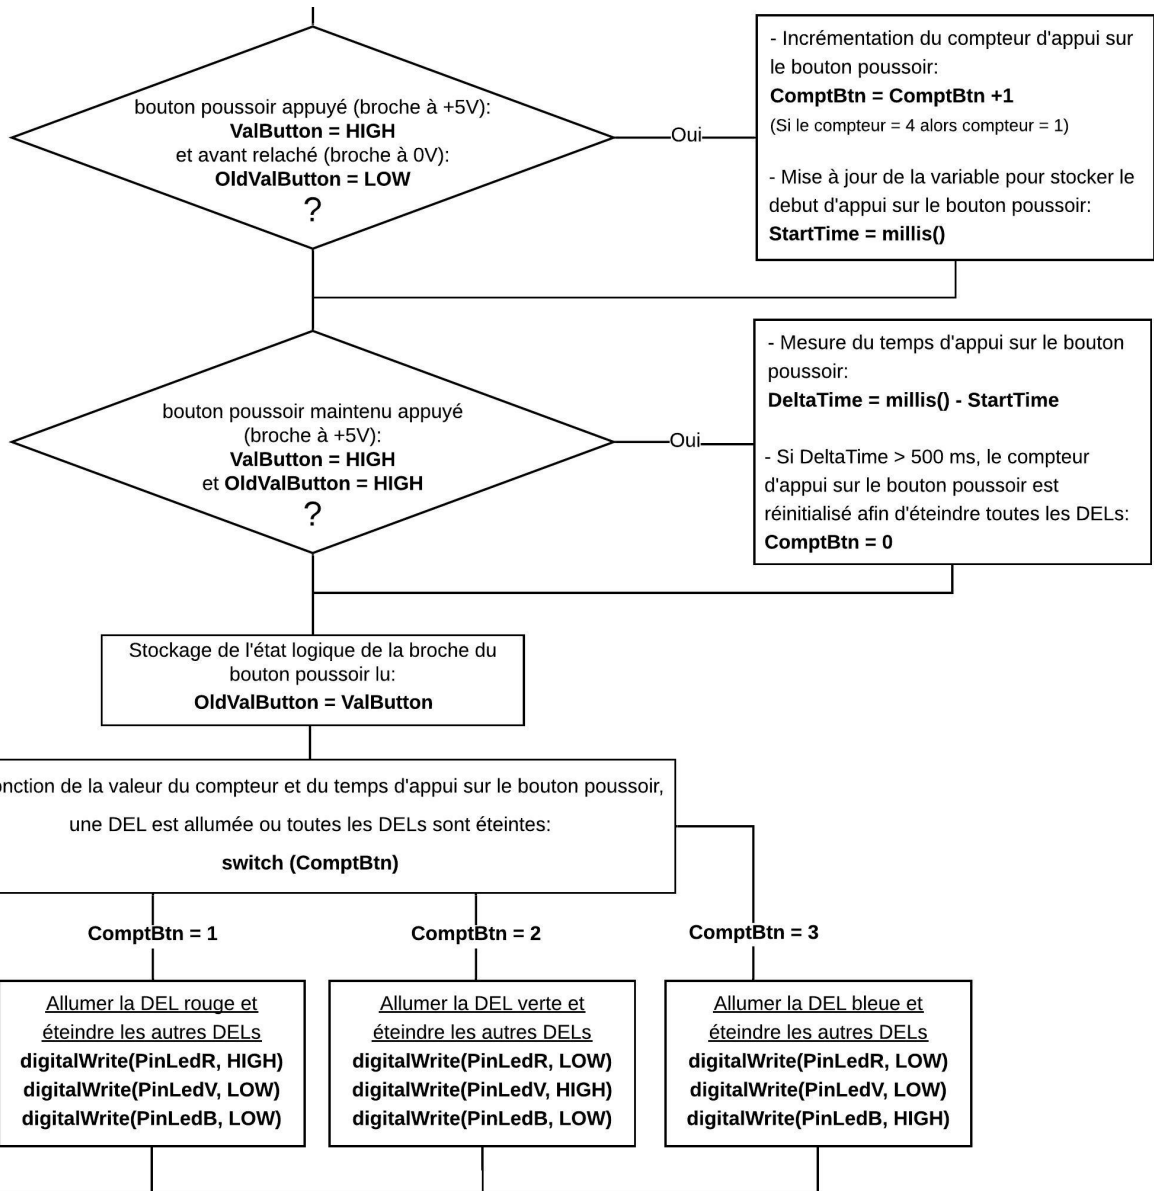 bouton poussoir appuyé (broche à +5V):
ValButton = HIGH
et avant relaché (broche à 0V):
OldValButton = LOW
?
Oui
- Incrémentation du compteur d'appui sur
le bouton poussoir:
ComptBtn = ComptBtn +1
(Si le compteur = 4 alors compteur = 1)
- Mise à jour de la variable pour stocker le
debut d'appui sur le bouton poussoir:
StartTime = millis()
bouton poussoir maintenu appuyé
(broche à +5V):
ValButton = HIGH
et OldValButton = HIGH
?
Oui
- Mesure du temps d'appui sur le bouton
poussoir:
DeltaTime = millis() - StartTime
- Si DeltaTime > 500 ms, le compteur
d'appui sur le bouton poussoir est
réinitialisé afin d'éteindre toutes les DELs:
ComptBtn = 0
Stockage de l'état logique de la broche du
bouton poussoir lu:
OldValButton = ValButton
onction de la valeur du compteur et du temps d'appui sur le bouton poussoir,
une DEL est allumée ou toutes les DELs sont éteintes:
switch (ComptBtn)
ComptBtn = 1
ComptBtn = 2
ComptBtn = 3
Allumer la DEL rouge et
éteindre les autres DELs
digitalWrite(PinLedR, HIGH)
digitalWrite(PinLedV, LOW)
digitalWrite(PinLedB, LOW)
Allumer la DEL verte et
éteindre les autres DELs
digitalWrite(PinLedR, LOW)
digitalWrite(PinLedV, HIGH)
digitalWrite(PinLedB, LOW)
Allumer la DEL bleue et
éteindre les autres DELs
digitalWrite(PinLedR, LOW)
digitalWrite(PinLedV, LOW)
digitalWrite(PinLedB, HIGH)